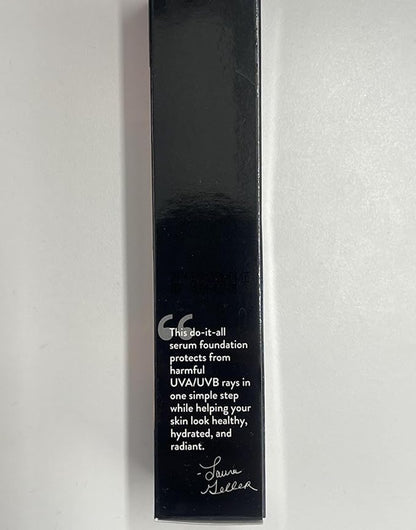 “
This do-it-all
serum foundation
protects from
harmful
UVA/UVB rays in
one simple step
while helping your
skin look healthy,
hydrated, and
radiant.
-Laura
Geller